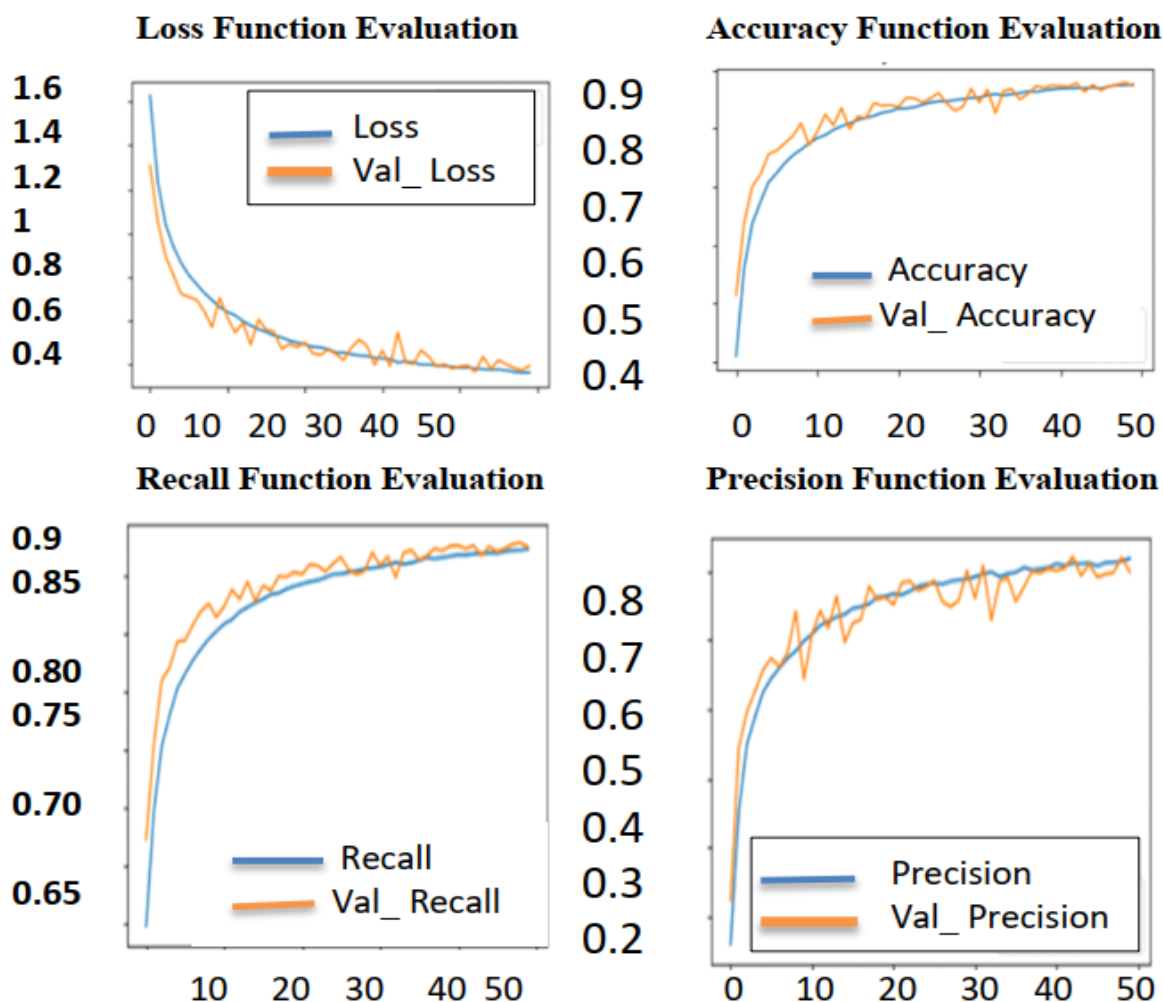 Loss Function Evaluation
1.6
1.4
1.2
1
0.8
0.6
0.4
Loss
Val_ Loss
0 10 20 30 40 50
Accuracy Function Evaluation
0.9
0.8
0.7
0.6
0.5
0.4
Accuracy
Val_ Accuracy
0 10 20 30 40 50
Recall Function Evaluation
0.9
0.85
0.80
0.75
0.70
0.65
Recall
Val_ Recall
10 20 30 40 50
Precision Function Evaluation
0.8
0.7
0.6
0.5
0.4
0.3
0.2
Precision
Val_ Precision
0 10 20 30 40 50